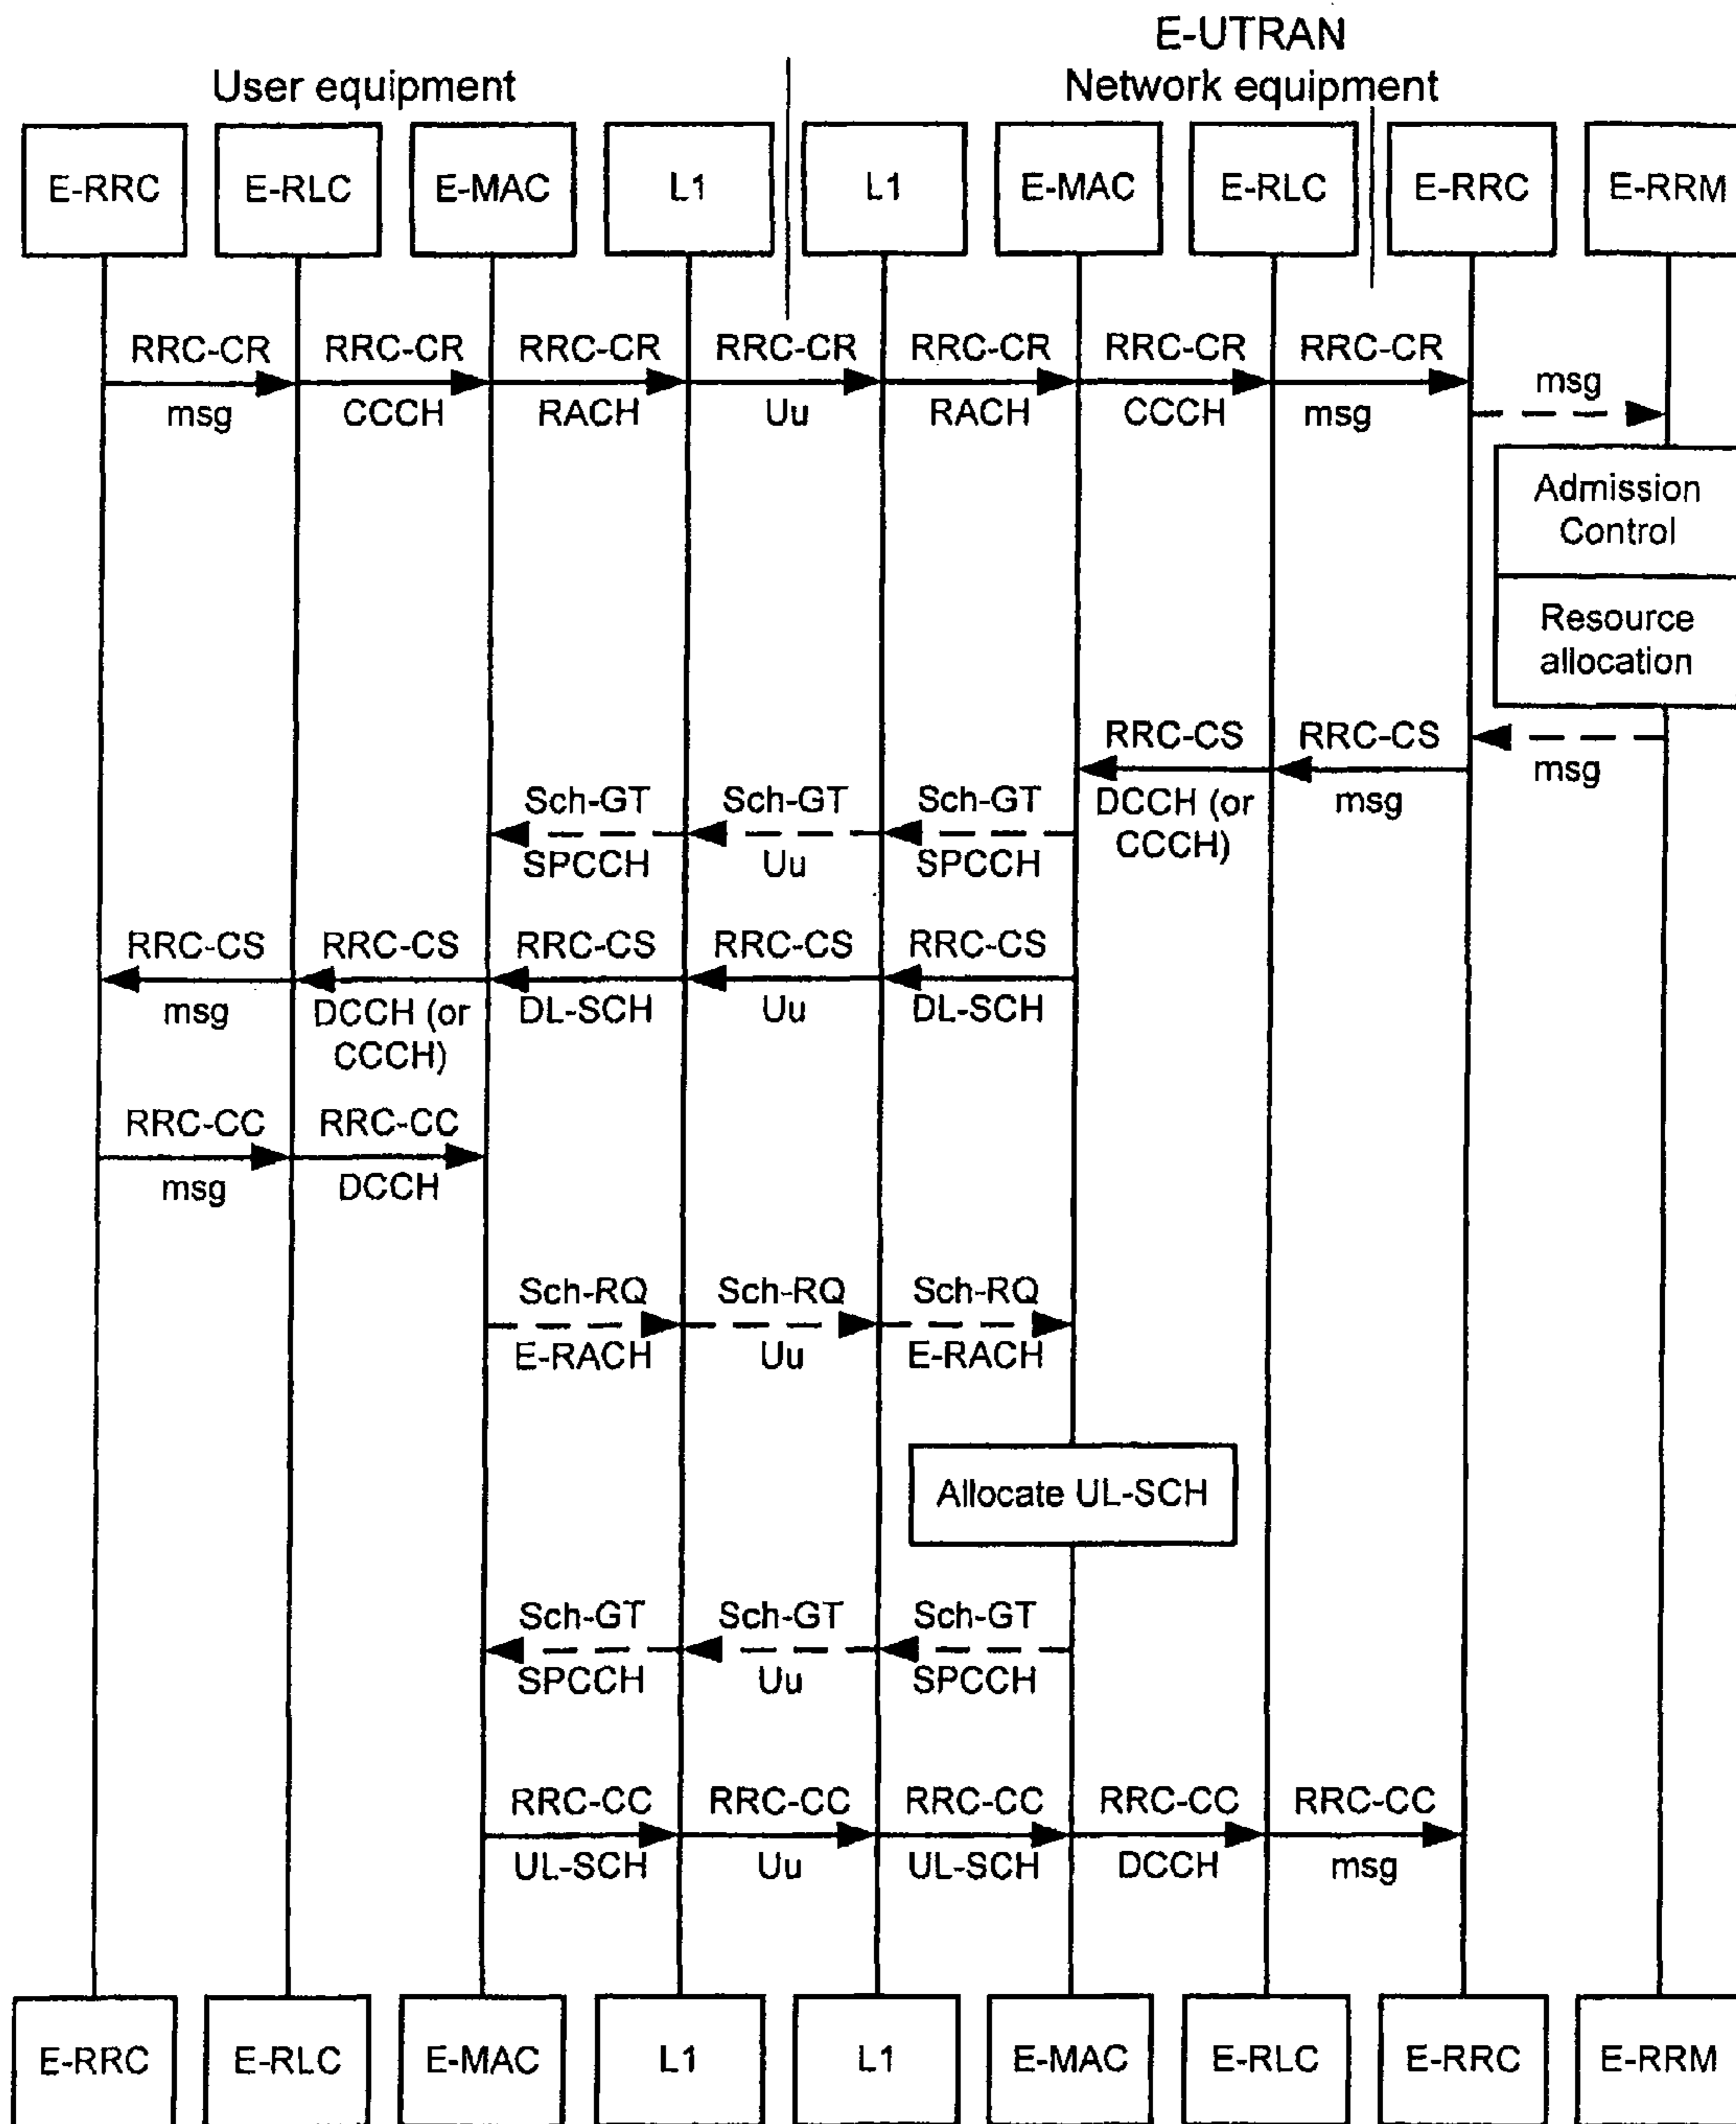 E-UTRAN
User equipment
Network equipment
E-RRC E-RLC E-MAC L1 L1 E-MAC E-RLC E-RRC E-RRM
RRC-CR RRC-CR RRC-CR RRC-CR RRC-CR RRC-CR RRC-CR
msg
msg CCCH RACH Uu RACH CCCH msg
Admission
Control
Resource
allocation
RRC-CS RRC-CS
msg
DCCH (or
CCCH)
msg
Sch-GT Sch-GT Sch-GT
SPCCH Uu SPCCH
RRC-CS RRC-CS RRC-CS RRC-CS RRC-CS
msg DCCH (or DL-SCH Uu DL-SCH
CCCH)
RRC-CC RRC-CC
msg DCCH
Sch-RQ Sch-RQ Sch-RQ
E-RACH Uu E-RACH
Allocate UL-SCH
Sch-GT Sch-GT Sch-GT
SPCCH Uu SPCCH
RRC-CC RRC-CC RRC-CC RRC-CC RRC-CC
UL-SCH Uu UL-SCH DCCH msg
E-RRC E-RLC E-MAC L1 L1 E-MAC E-RLC E-RRC E-RRM